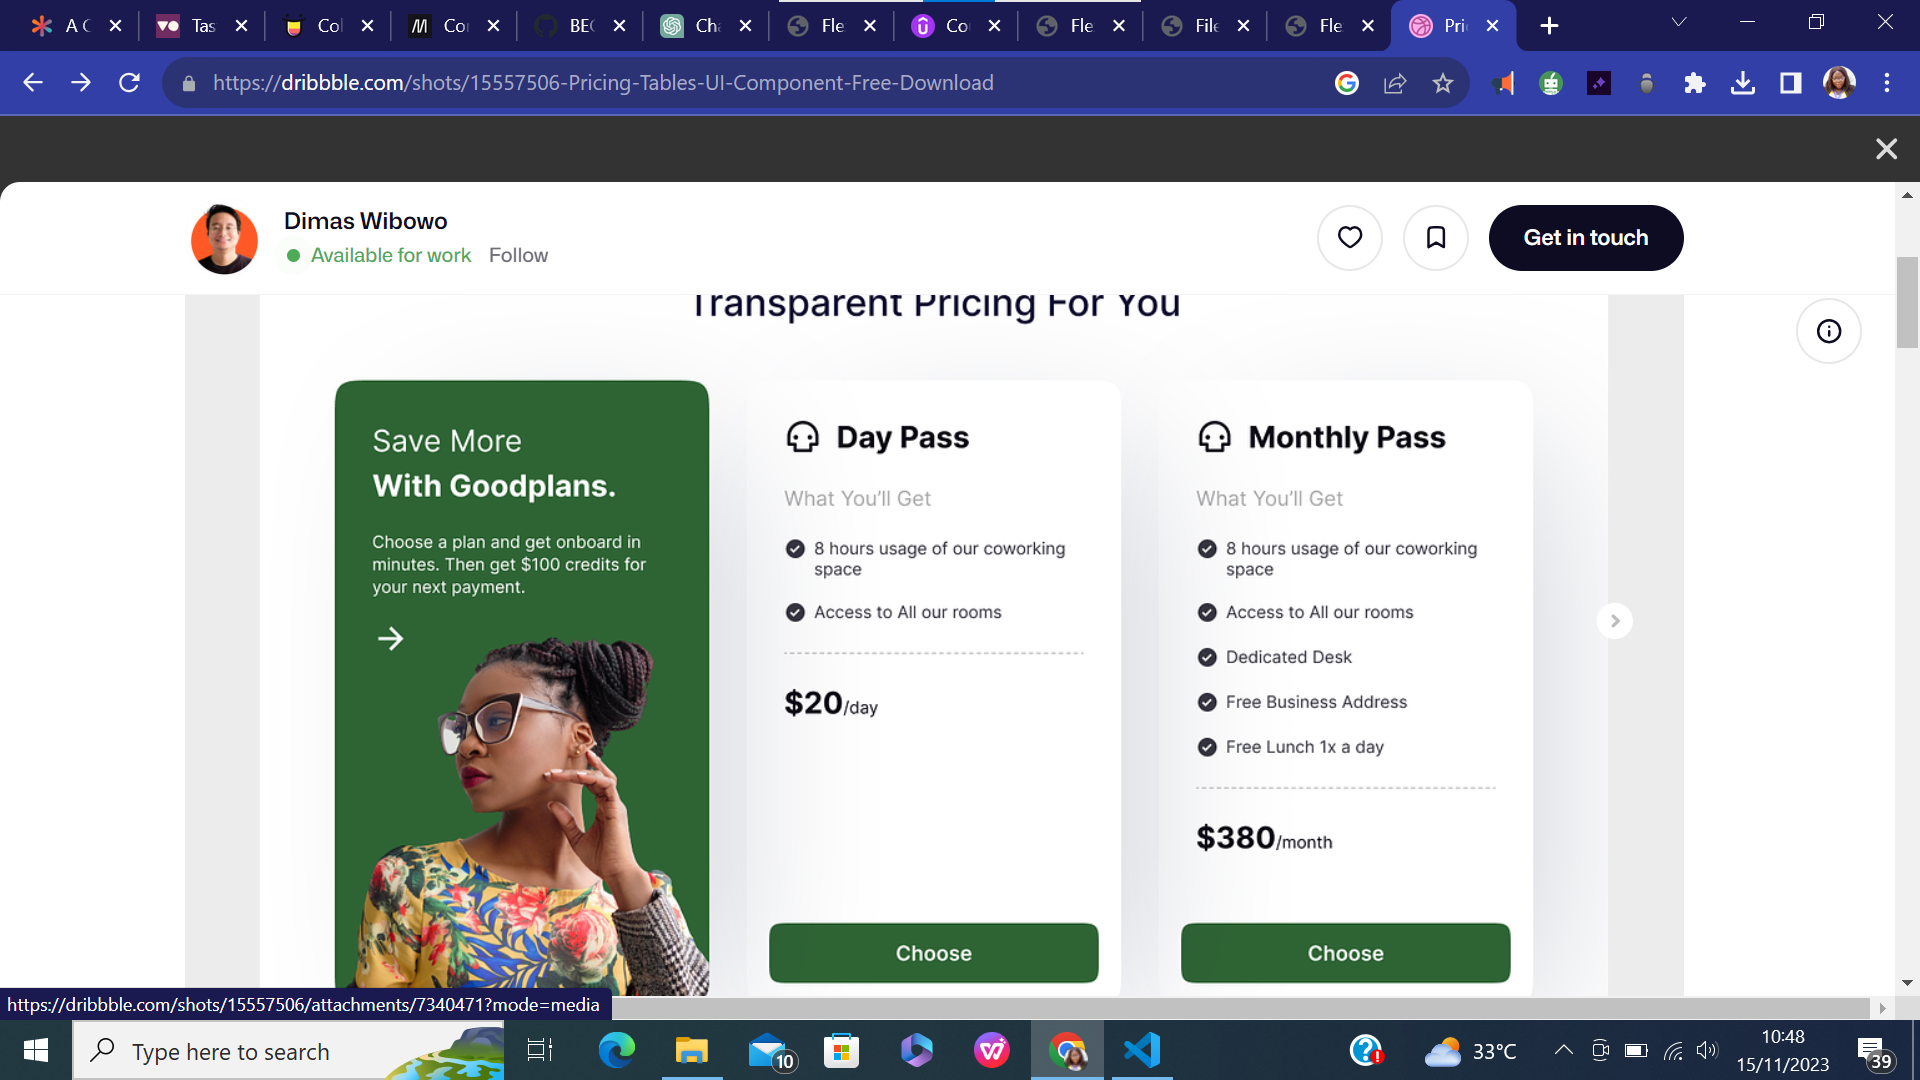 A C
Tas
Col
Cor
BEC
Cha
Fle
Cou
Fle
File
Fle
Pri
https://dribbble.com/shots/15557506-Pricing-Tables-UI-Component-Free-Download
Dimas Wibowo
Available for work
Follow
Get in touch
Transparent Pricing For You
Save More
With Goodplans.
Choose a plan and get onboard in
minutes. Then get $100 credits for
your next payment.
Day Pass
What You'll Get
8 hours usage of our coworking
space
Access to All our rooms
$20/day
Choose
Monthly Pass
What You'll Get
8 hours usage of our coworking
space
Access to All our rooms
Dedicated Desk
Free Business Address
Free Lunch 1x a day
$380/month
Choose
https://dribbble.com/shots/15557506/attachments/7340471?mode=media
Type here to search
10
33°C
10:48
15/11/2023
39